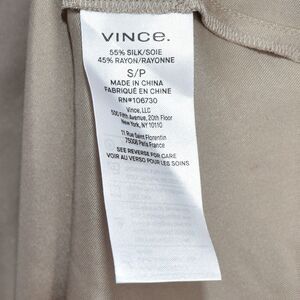 VINCE.
55% SILK/SOIE
45% RAYON/RAYONNE
S/P
MADE IN CHINA
FABRIQUÉ EN CHINE
RN#106730
Vince, LLC
500 Fifth Avenue, 20th Floor
New York, NY 10110
11 Rue Saint Florentin
75008 Paris France
SEE REVERSE FOR CARE
VOIR AU VERSO POUR LES SOINS